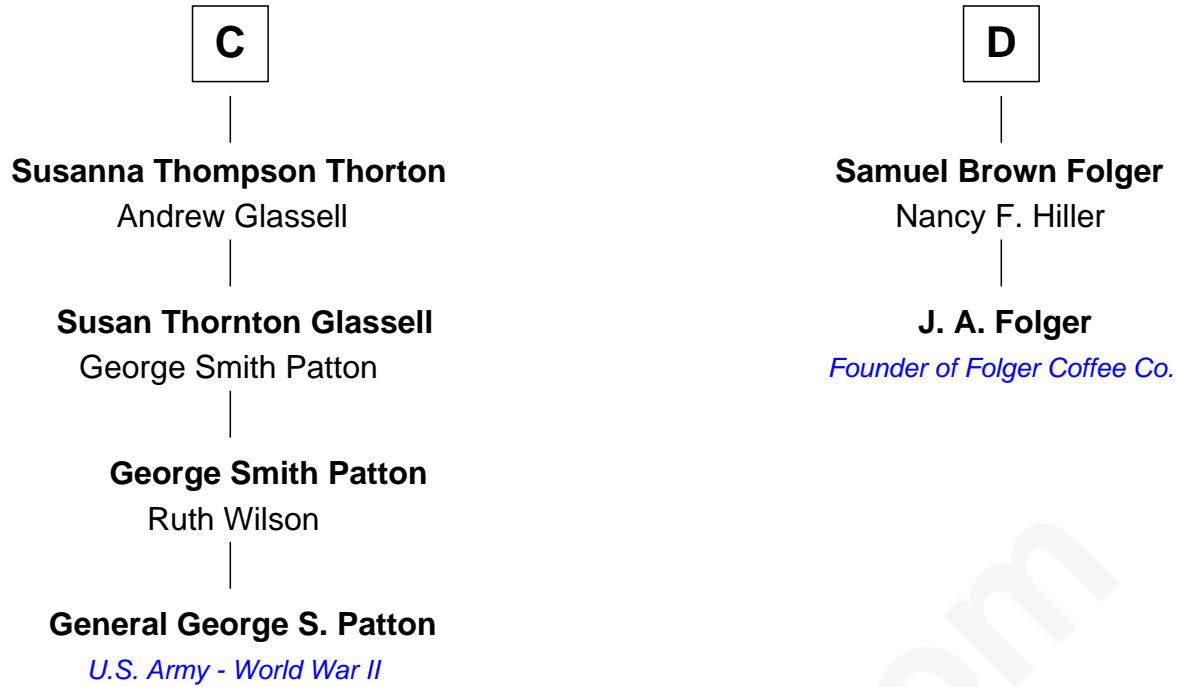 C
Susanna Thompson Thorton
Andrew Glassell
Susan Thornton Glassell
George Smith Patton
George Smith Patton
Ruth Wilson
General George S. Patton
U.S. Army - World War II
D
Samuel Brown Folger
Nancy F. Hiller
J. A. Folger
Founder of Folger Coffee Co.
om